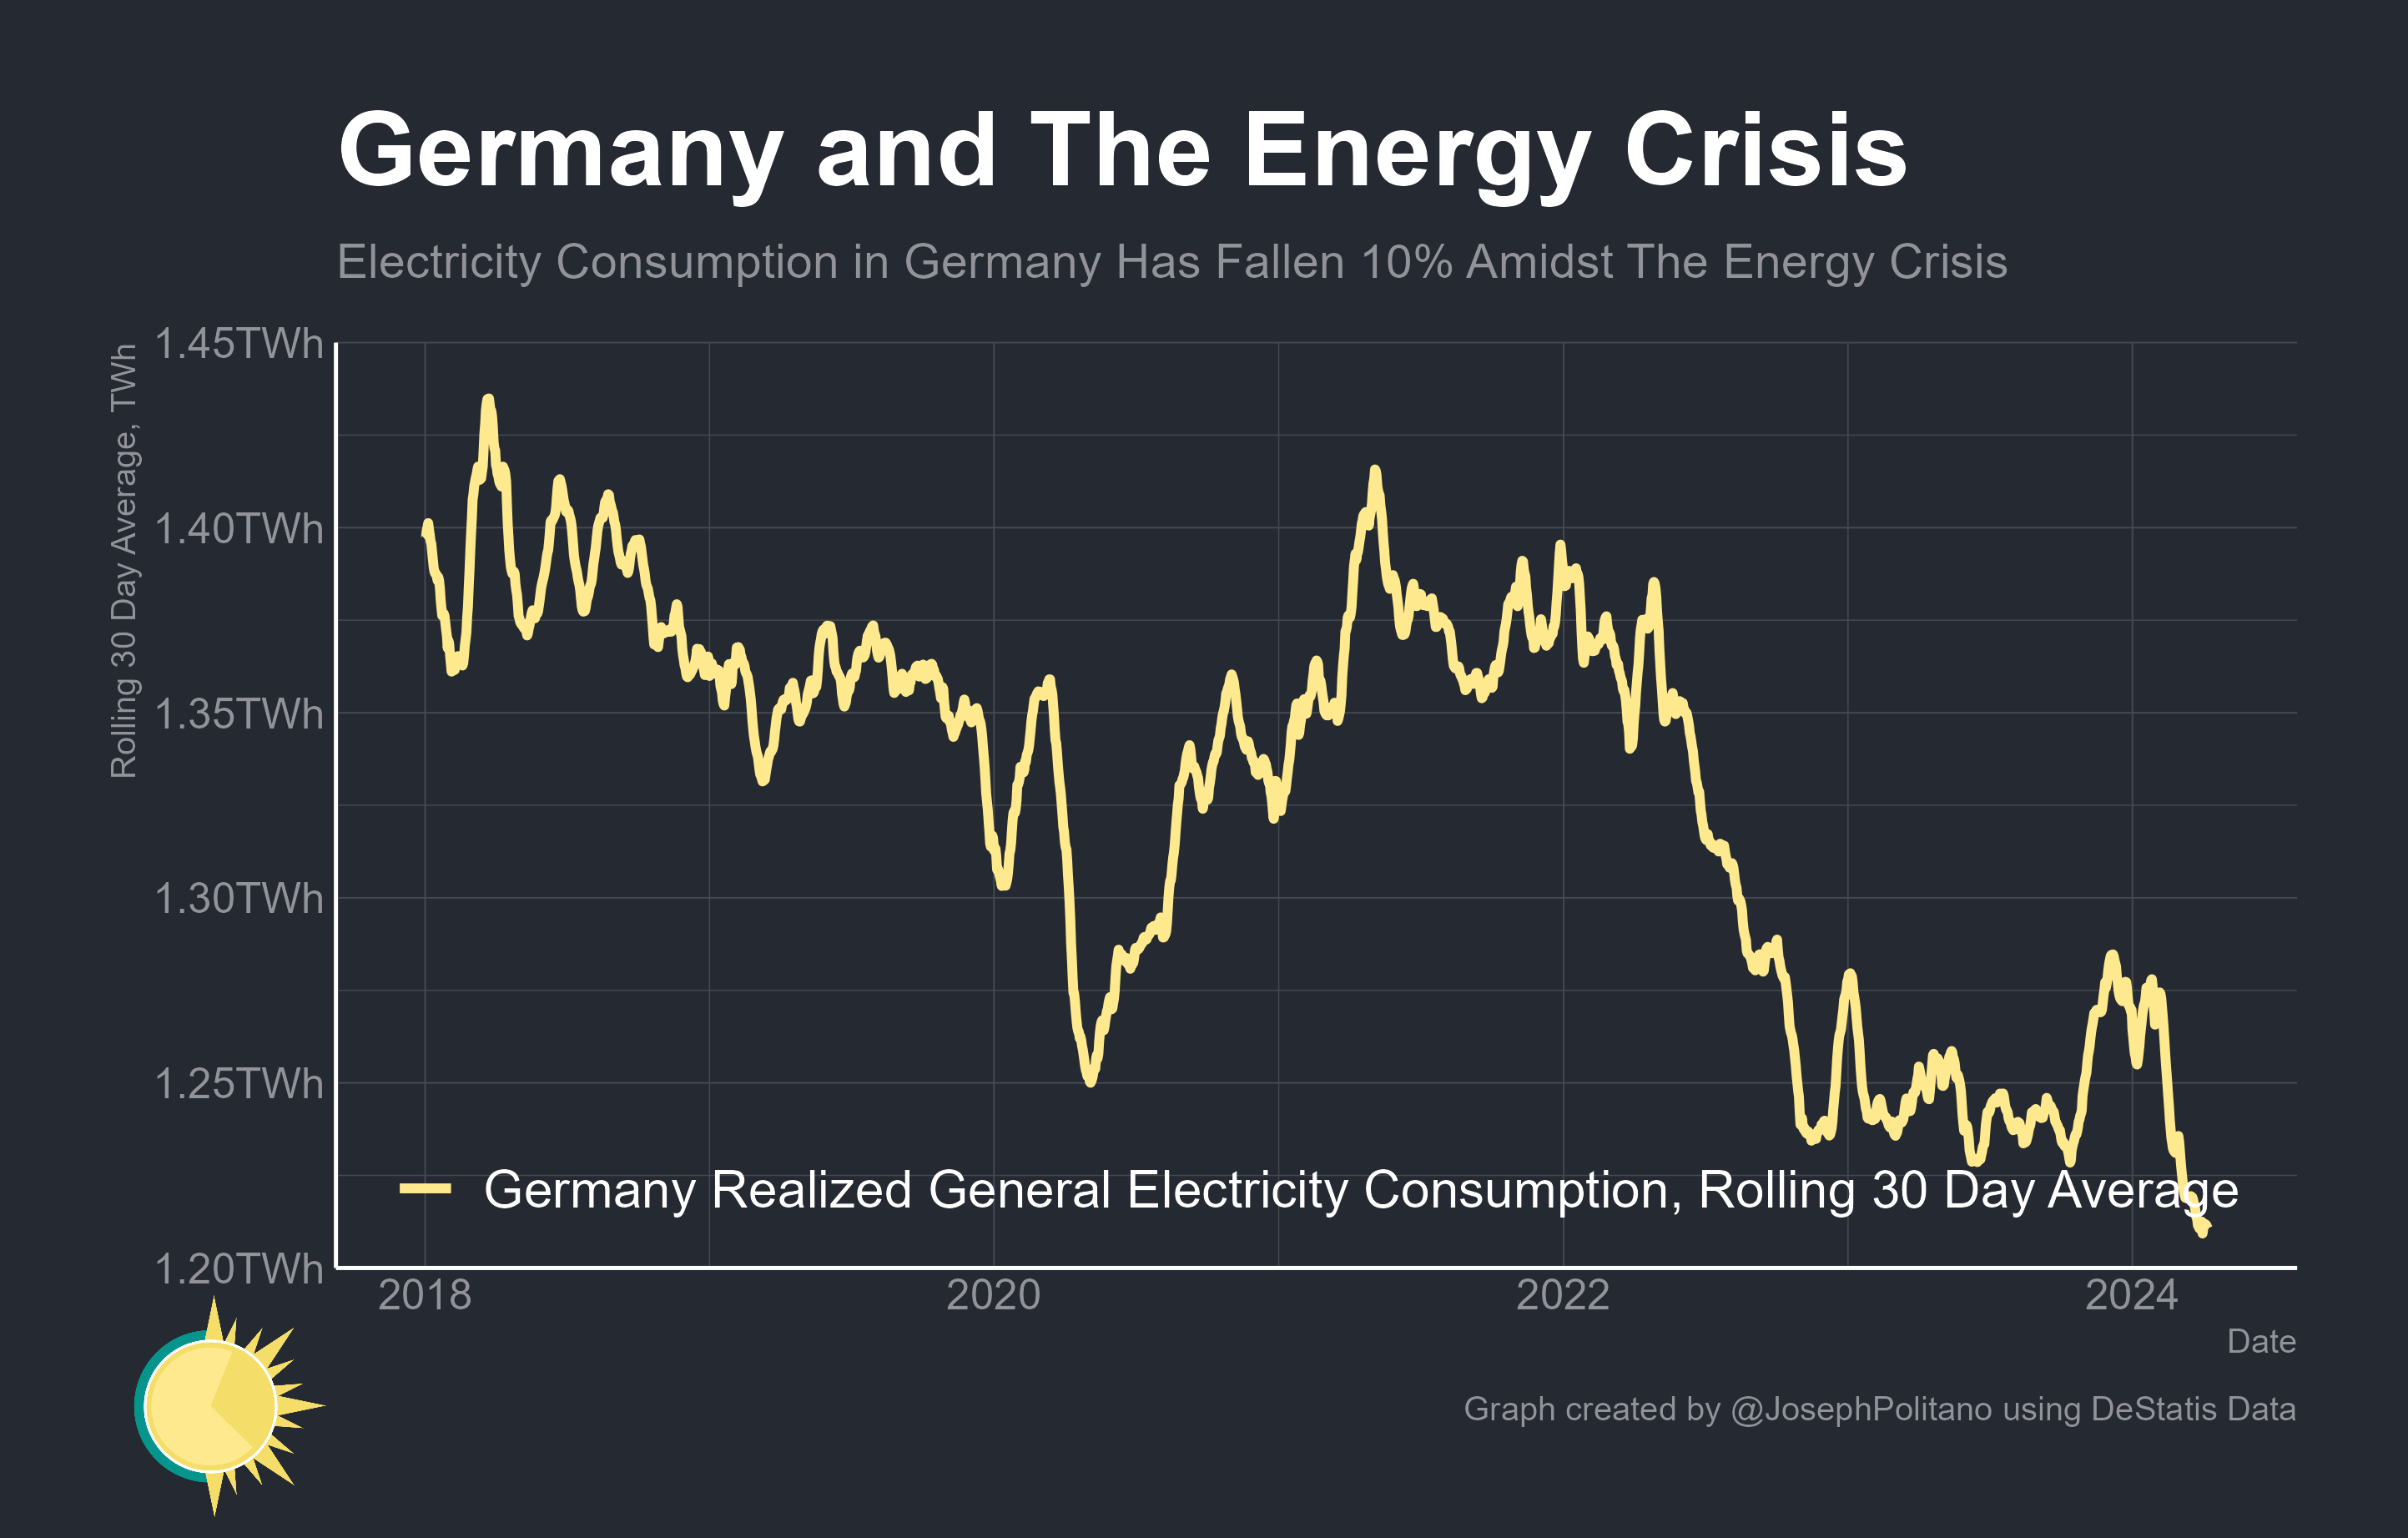 Germany and The Energy Crisis
Electricity Consumption in Germany Has Fallen 10% Amidst The Energy Crisis
Rolling 30 Day Average, TWh
1.45TWh
1.40TWh
1.35TWh
1.30TWh
1.25TWh
1.20TWh
Germany Realized General Electricity Consumption, Rolling 30 Day Average
2018 2020 2022 2024
Date
Graph created by @JosephPolitano using DeStatis Data